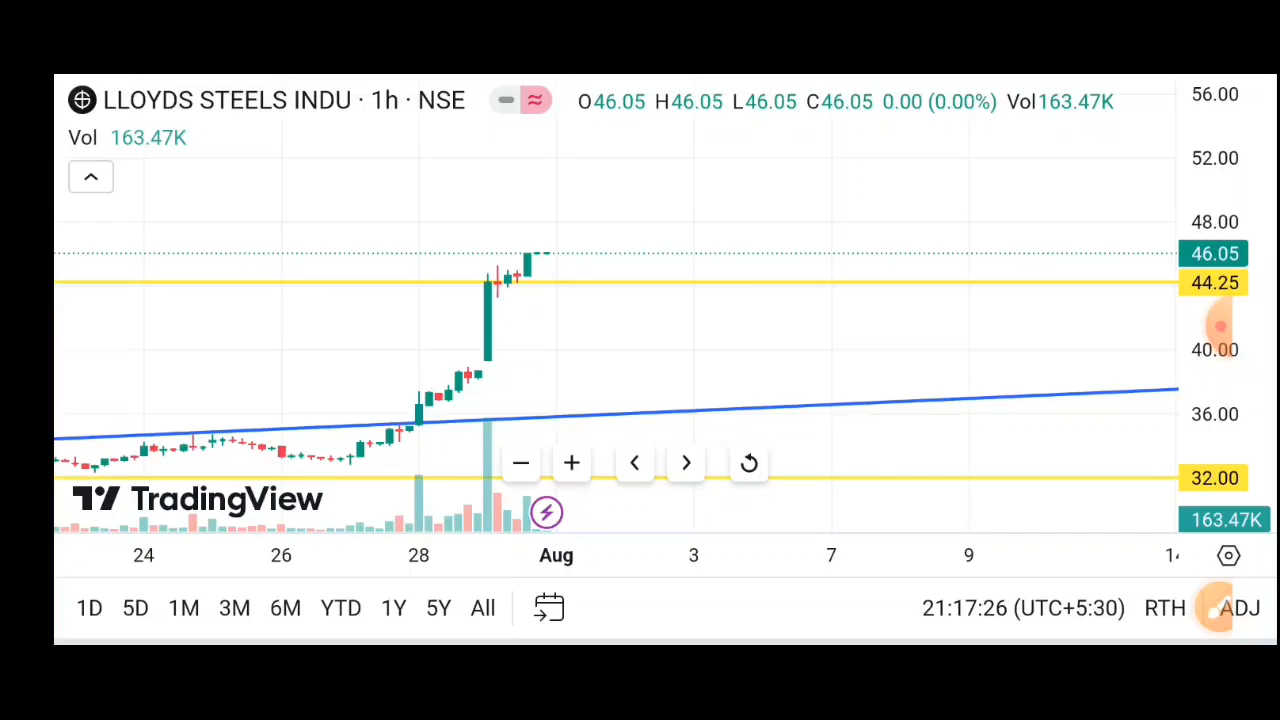 LLOYDS STEELS INDU · 1h · NSE O46.05 H46.05 L46.05 C46.05 0.00 (0.00%) Vol163.47K
Vol 163.47K
56.00
52.00
48.00
46.05
44.25
40.00
36.00
32.00
163.47K
TradingView
24 26 28 Aug 3 7 9 14
1D 5D 1M 3M 6M YTD 1Y 5Y All 21:17:26 (UTC+5:30) RTH ADJ